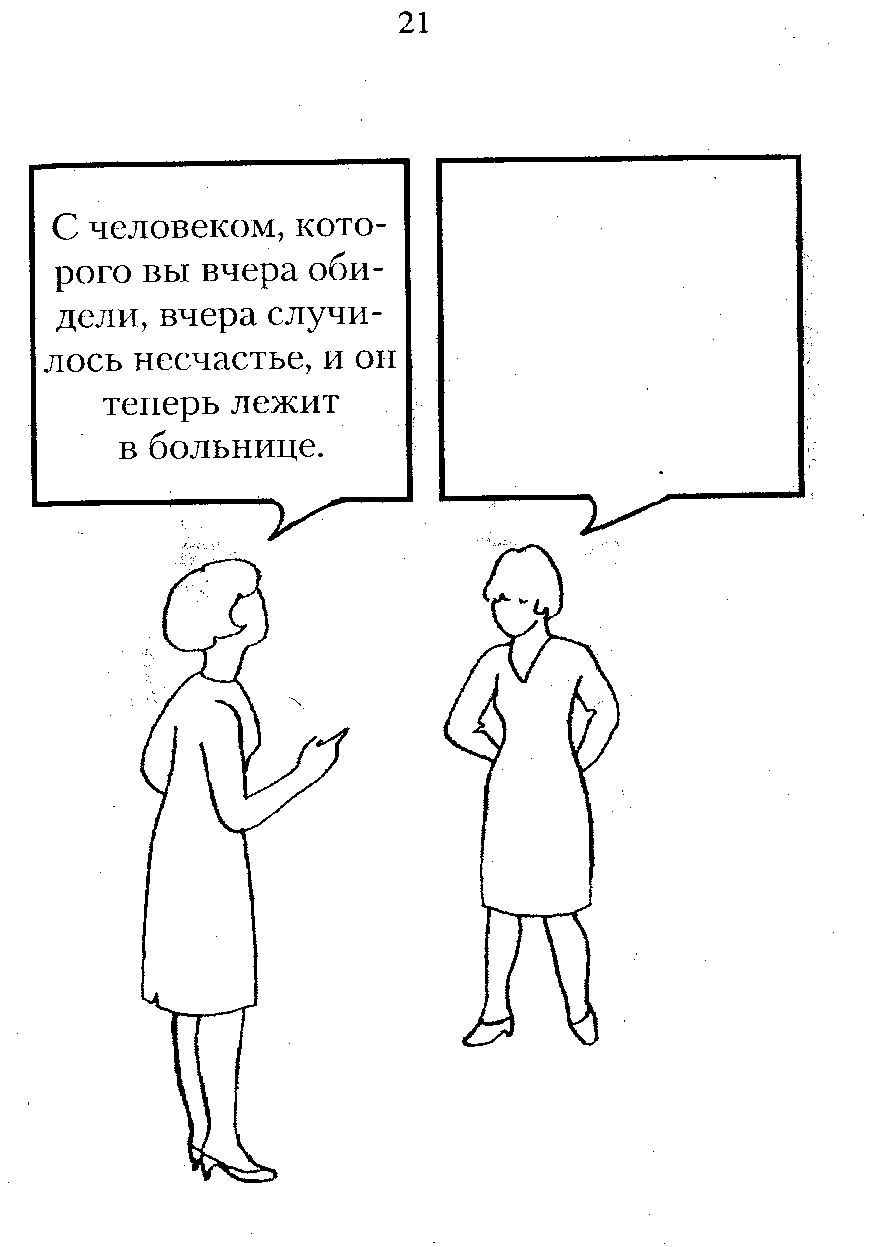 21
С человеком, кото-
рого вы вчера оби-
дели, вчера случи-
лось несчастье, и он
теперь лежит
в больнице.